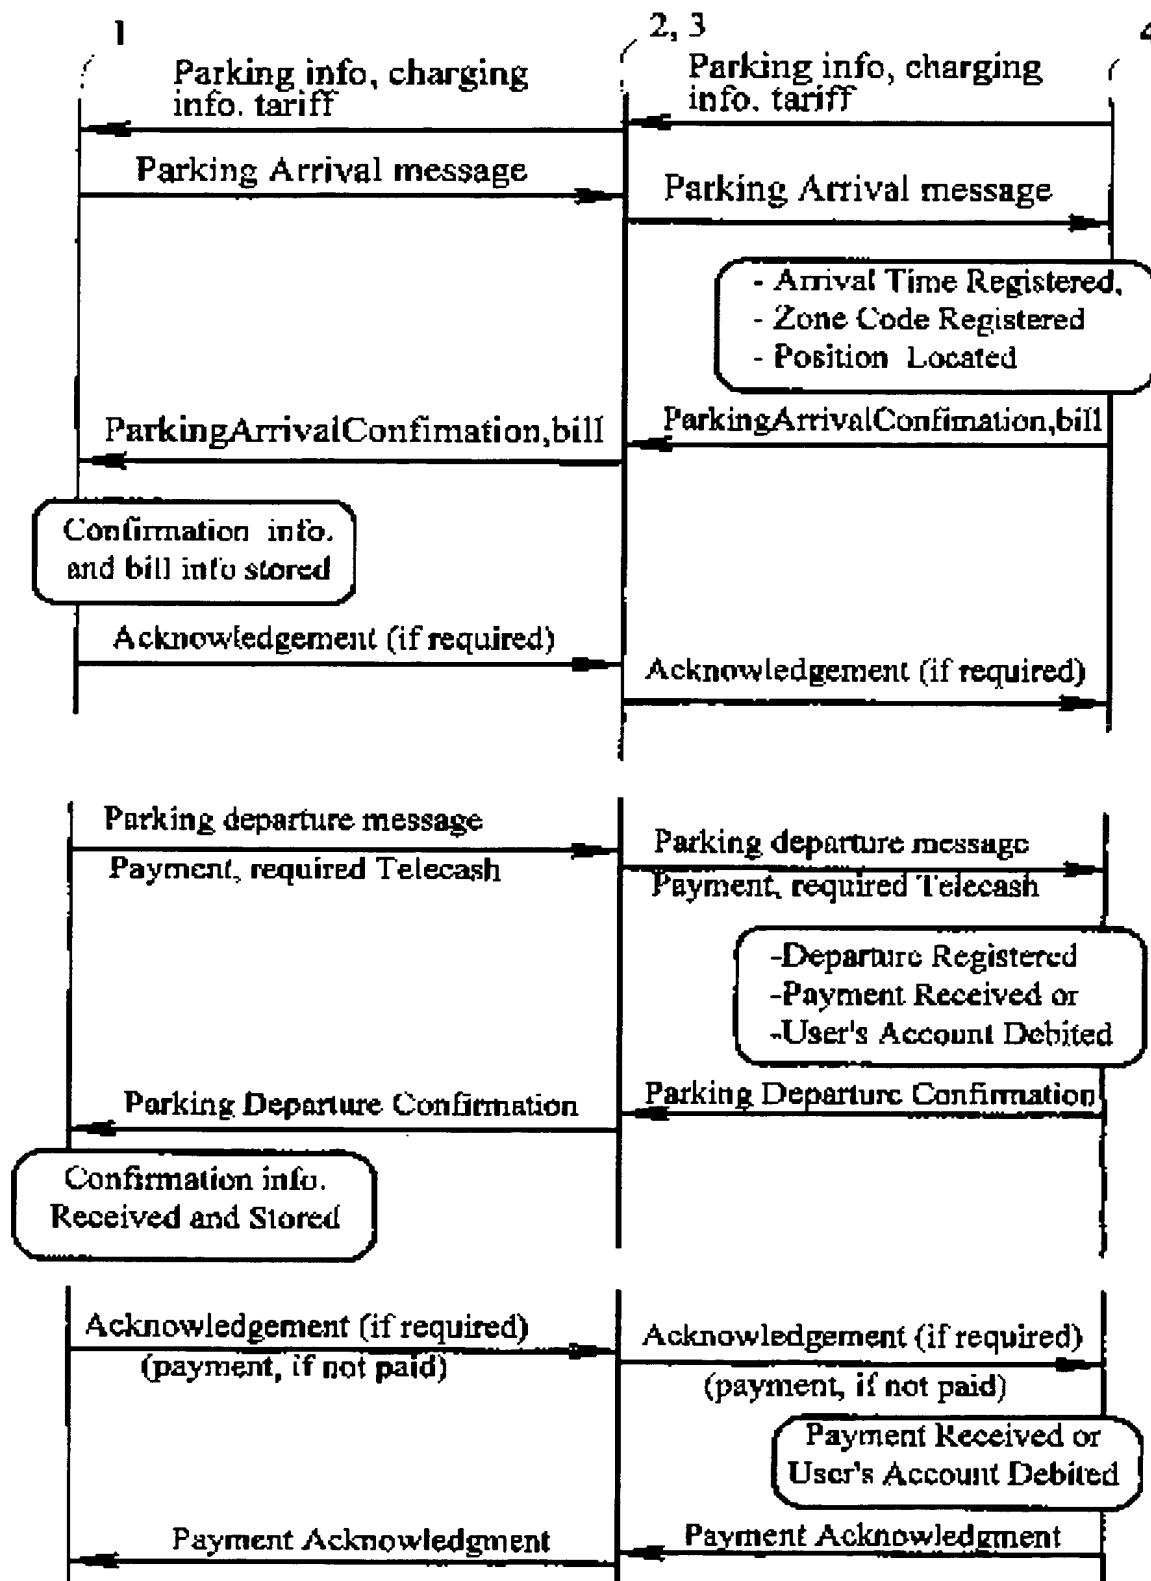 1
2, 3
4
Parking info, charging
info. tariff
Parking info, charging
info. tariff
Parking Arrival message
Parking Arrival message
- Arrival Time Registered,
- Zone Code Registered
- Position Located
ParkingArrivalConfimation,bill
ParkingArrivalConfimation,bill
Confirmation info.
and bill info stored
Acknowledgement (if required)
Acknowledgement (if required)
Parking departure message
Payment, required Telecash
Parking departure message
Payment, required Telecash
-Departure Registered
-Payment Received or
-User's Account Debited
Parking Departure Confirmation
Parking Departure Confirmation
Confirmation info.
Received and Stored
Acknowledgement (if required)
(payment, if not paid)
Acknowledgement (if required)
(payment, if not paid)
Payment Received or
User's Account Debited
Payment Acknowledgment
Payment Acknowledgment